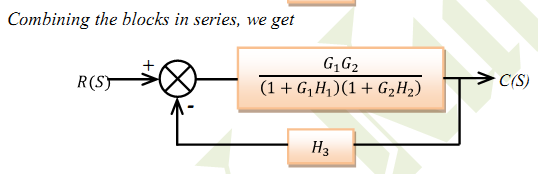 Combining the blocks in series, we get
+
G₁G₂
R(S)
(1 + G₁H₁)(1 + G₂H₂)
C(S)
-
H₃